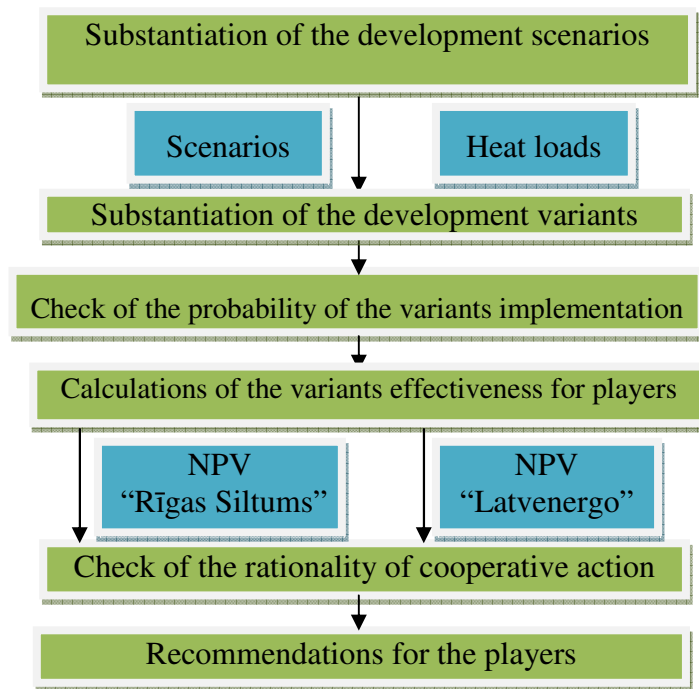 Substantiation of the development scenarios
Scenarios
Heat loads
Substantiation of the development variants
Check of the probability of the variants implementation
Calculations of the variants effectiveness for players
NPV
“Rīgas Siltums”
NPV
“Latvenergo”
Check of the rationality of cooperative action
Recommendations for the players